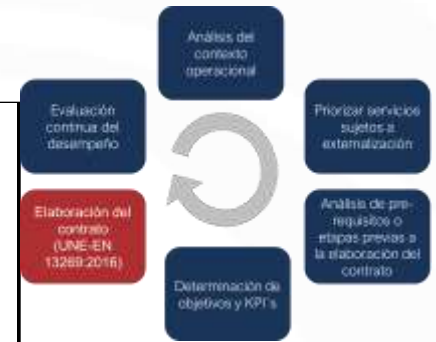 Análisis del
contexto
operacional
Priorizar servicios
sujetos a
externalización
Análisis de pre-
requisitos o
etapas previas a
la elaboración del
contrato
Determinación de
objetivos y KPI´s
Elaboración del
contrato
(UNE-EN
13269:2016)
Evaluación
continua del
desempeño